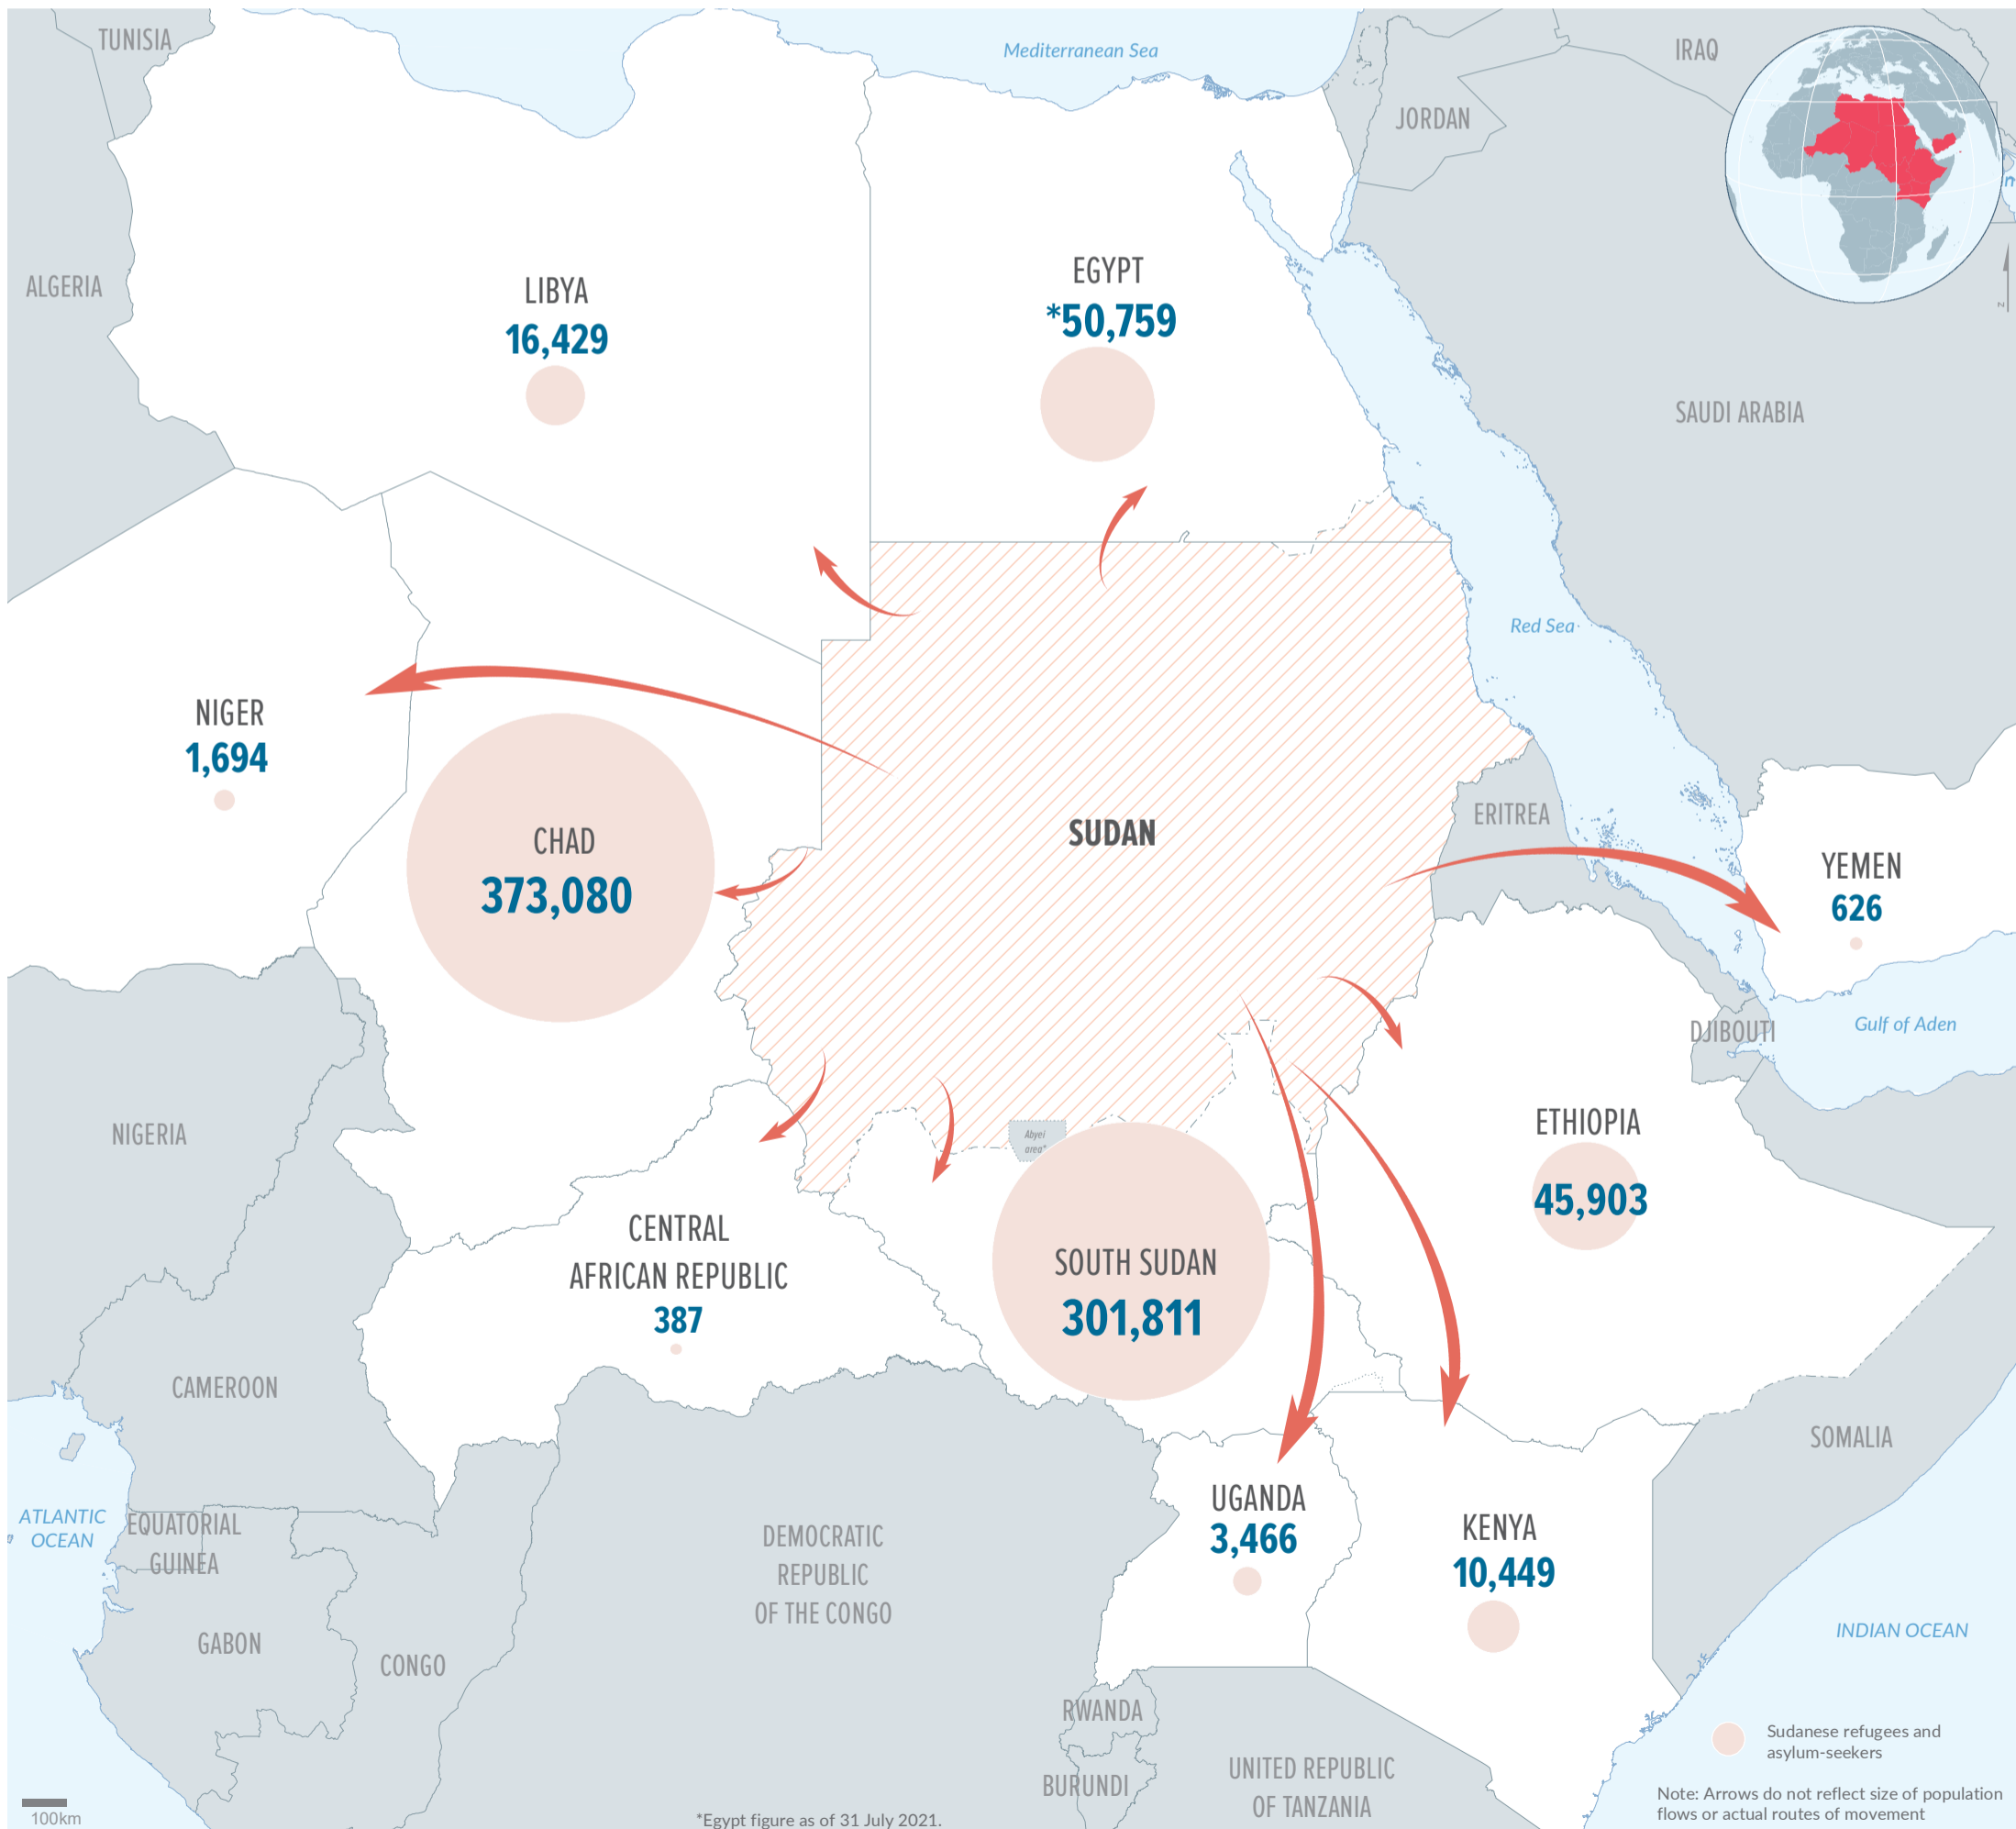 TUNISIA
Mediterranean Sea
IRAQ
JORDAN
ALGERIA
LIBYA
16,429
EGYPT
*50,759
SAUDI ARABIA
N
Red Sea
NIGER
1,694
CHAD
373,080
SUDAN
ERITREA
YEMEN
626
DJIBOUTI
Gulf of Aden
NIGERIA
Abyei
area*
ETHIOPIA
45,903
CENTRAL
AFRICAN REPUBLIC
387
SOUTH SUDAN
301,811
CAMEROON
SOMALIA
ATLANTIC
OCEAN
EQUATORIAL
GUINEA
DEMOCRATIC
REPUBLIC
OF THE CONGO
UGANDA
3,466
KENYA
10,449
GABON
CONGO
INDIAN OCEAN
RWANDA
BURUNDI
UNITED REPUBLIC
OF TANZANIA
Sudanese refugees and
asylum-seekers
Note: Arrows do not reflect size of population
flows or actual routes of movement
100km
*Egypt figure as of 31 July 2021.